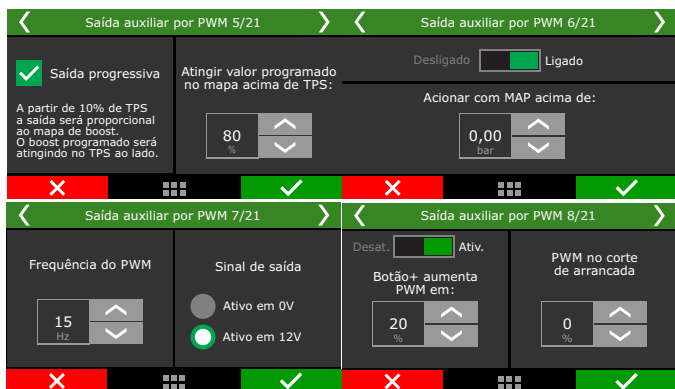 Saída auxiliar por PWM 5/21
Saída progressiva
A partir de 10% de TPS
a saída será proporcional
ao mapa de boost.
O boost programado será
atingindo no TPS ao lado.
Atingir valor programado
no mapa acima de TPS:
80
%
Saída auxiliar por PWM 6/21
Desligado
Ligado
Acionar com MAP acima de:
0,00
bar
Saída auxiliar por PWM 7/21
Frequência do PWM
15
Hz
Sinal de saída
Ativo em 0V
Ativo em 12V
Saída auxiliar por PWM 8/21
Desat.
Ativ.
Botão+ aumenta
PWM em:
20
%
PWM no corte
de arrancada
0
%